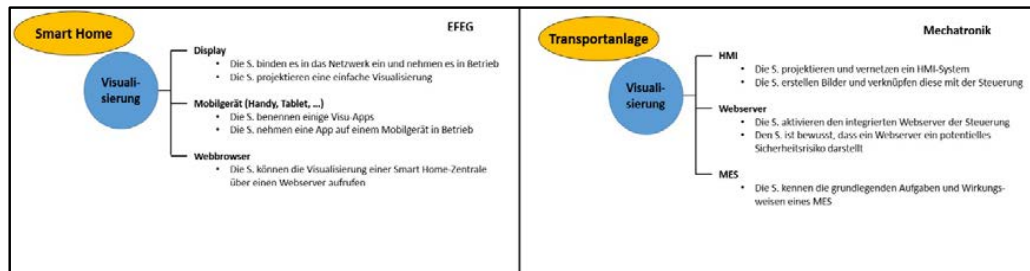 Smart Home
EFEG
Visuali-
sierung
Display
• Die S. binden es in das Netzwerk ein und nehmen es in Betrieb
• Die S. projektieren eine einfache Visualisierung
Mobilgerät (Handy, Tablet, ...)
• Die S. benennen einige Visu-Apps
• Die S. nehmen eine App auf einem Mobilgerät in Betrieb
Webbrowser
• Die S. können die Visualisierung einer Smart Home-Zentrale
über einen Webserver aufrufen
Transportanlage
Mechatronik
Visuali-
sierung
HMI
• Die S. projektieren und vernetzen ein HMI-System
• Die S. erstellen Bilder und verknüpfen diese mit der Steuerung
Webserver
• Die S. aktivieren den integrierten Webserver der Steuerung
• Den S. ist bewusst, dass ein Webserver ein potentielles
Sicherheitsrisiko darstellt
MES
• Die S. kennen die grundlegenden Aufgaben und Wirkungs-
weisen eines MES